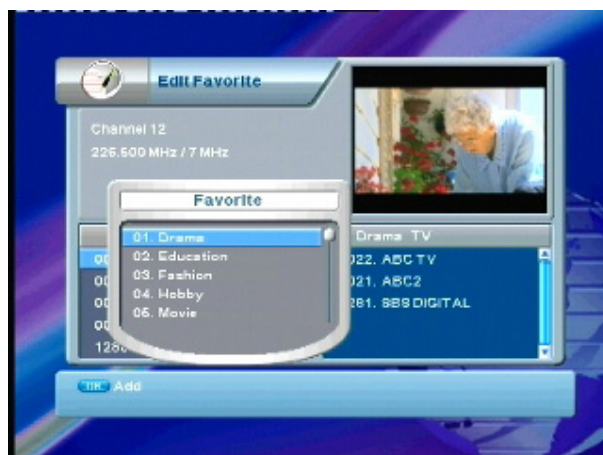 Edit Favorite
Channel 12
226.500 MHz / 7 MHz
Favorite
01. Drama
02. Education
03. Fashion
04. Hobby
05. Movie
Drama TV
022. ABC TV
021. ABC2
281. SBS DIGITAL
Add